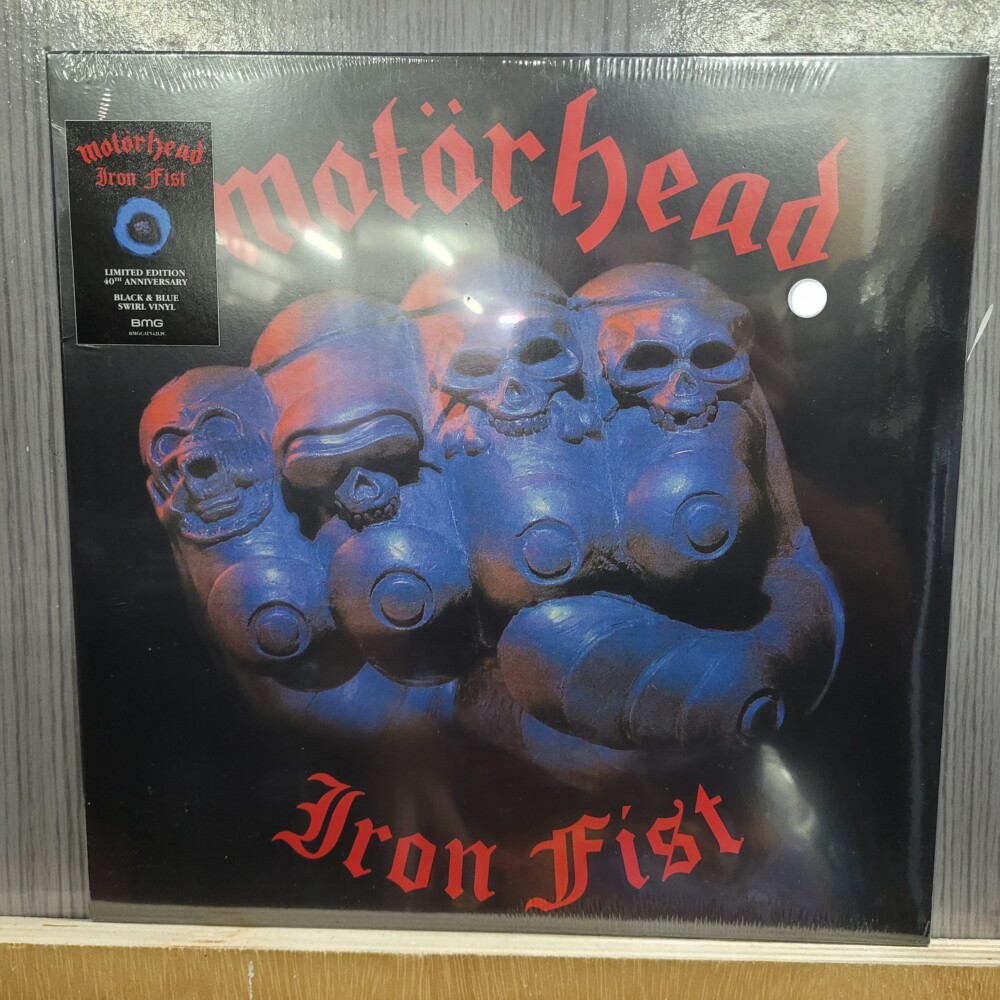 motörhead
motörhead
Iron Fist
LIMITED EDITION
40TH ANNIVERSARY
BLACK & BLUE
SWIRL VINYL
BMG
Iron Fist